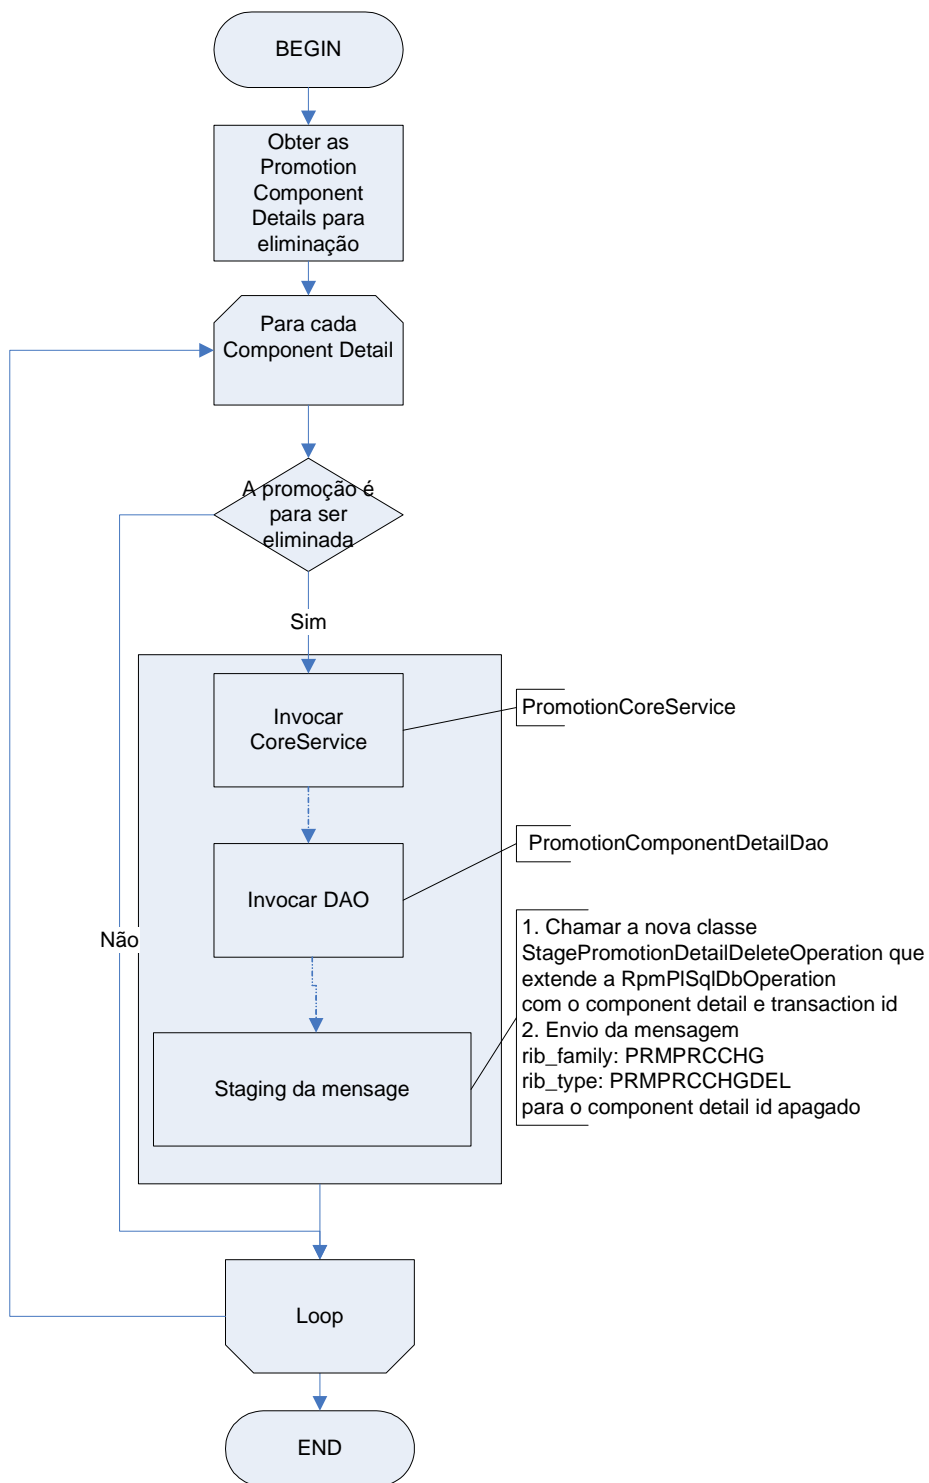 BEGIN
Obter as
Promotion
Component
Details para
eliminação
Para cada
Component Detail
A promoção é
para ser
eliminada
Sim
Invocar
CoreService
PromotionCoreService
Invocar DAO
PromotionComponentDetailDao
Não
Staging da mensage
1. Chamar a nova classe
StagePromotionDetailDeleteOperation que
extende a RpmPlSqlDbOperation
com o component detail e transaction id
2. Envio da mensagem
rib_family: PRMPRCCHG
rib_type: PRMPRCCHGDEL
para o component detail id apagado
Loop
END